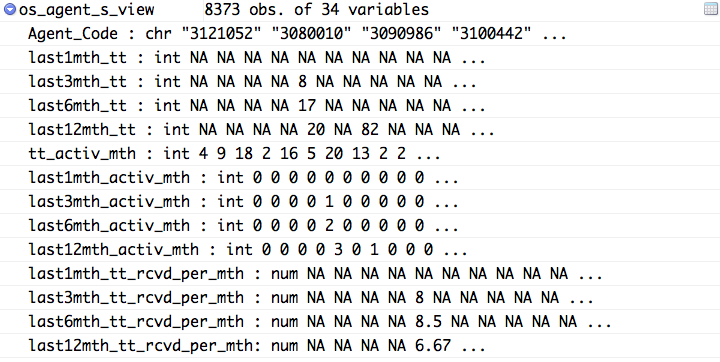 os_agent_s_view 8373 obs. of 34 variables
Agent_Code : chr "3121052" "3080010" "3090986" "3100442" ...
last1mth_tt : int NA NA NA NA NA NA NA NA NA NA ...
last3mth_tt : int NA NA NA NA 8 NA NA NA NA NA ...
last6mth_tt : int NA NA NA NA 17 NA NA NA NA NA ...
last12mth_tt : int NA NA NA NA 20 NA 82 NA NA NA ...
tt_activ_mth : int 4 9 18 2 16 5 20 13 2 2 ...
last1mth_activ_mth : int 0 0 0 0 0 0 0 0 0 0 ...
last3mth_activ_mth : int 0 0 0 0 1 0 0 0 0 0 ...
last6mth_activ_mth : int 0 0 0 0 2 0 0 0 0 0 ...
last12mth_activ_mth : int 0 0 0 0 3 0 1 0 0 0 ...
last1mth_tt_rcvd_per_mth : num NA NA NA NA NA NA NA NA NA NA ...
last3mth_tt_rcvd_per_mth : num NA NA NA NA 8 NA NA NA NA NA ...
last6mth_tt_rcvd_per_mth : num NA NA NA NA 8.5 NA NA NA NA NA ...
last12mth_tt_rcvd_per_mth: num NA NA NA NA 6.67 ...